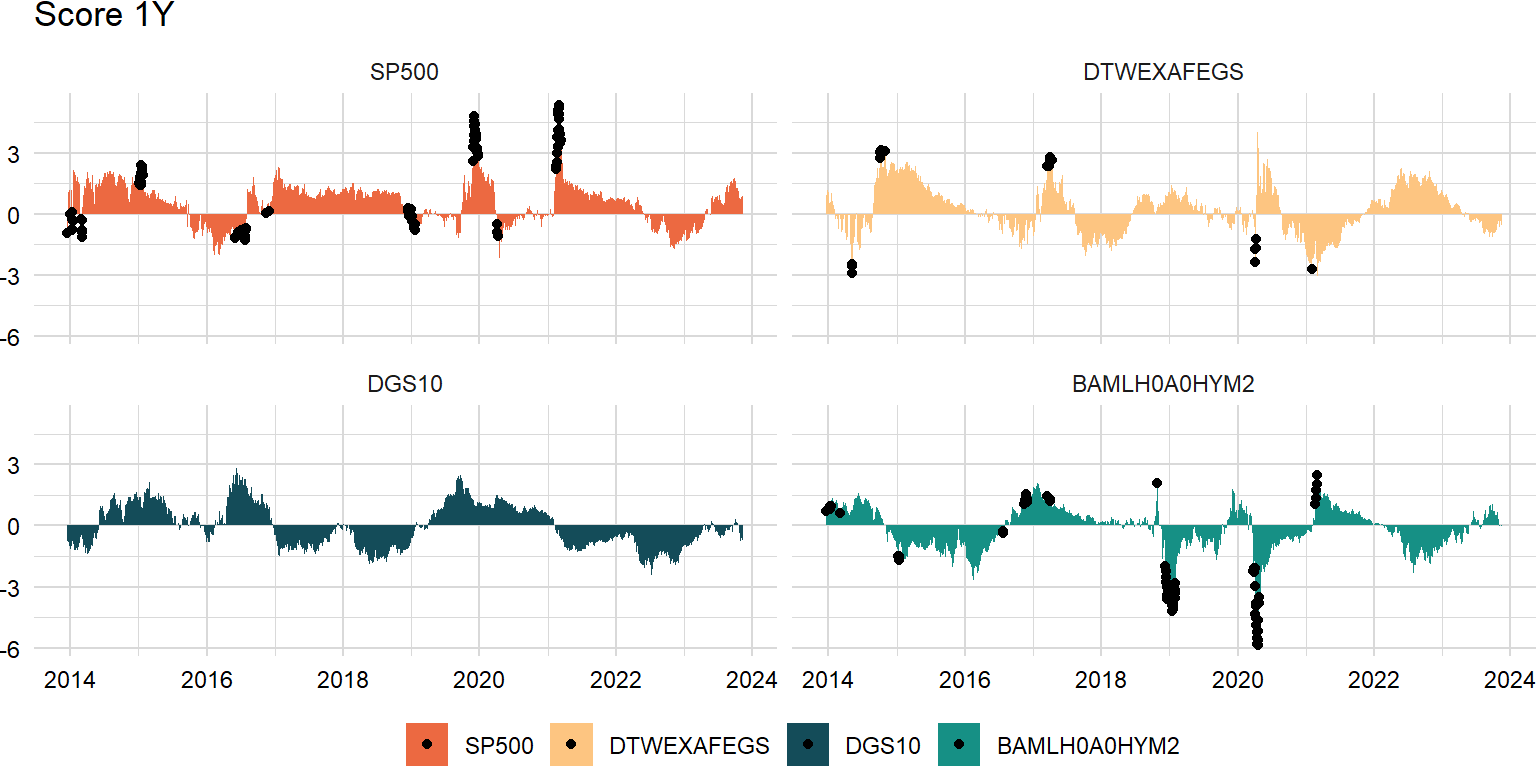 Score 1Y
SP500 DTWEXAFEGS
3
0
-3
-6
DGS10 BAMLH0A0HYM2
3
0
-3
-6
2014 2016 2018 2020 2022 2024 2014 2016 2018 2020 2022 2024
SP500 DTWEXAFEGS DGS10 BAMLH0A0HYM2